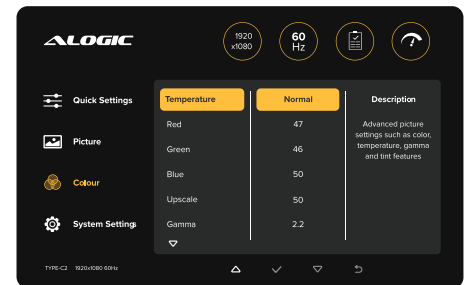 ALOGIC
1920
x1080
60
Hz
Quick Settings
Picture
Colour
System Settings
Temperature Normal
Red 47
Green 46
Blue 50
Upscale 50
Gamma 2.2
Description
Advanced picture
settings such as color,
temperature, gamma
and tint features
TYPE-C2 1920x1080 60Hz